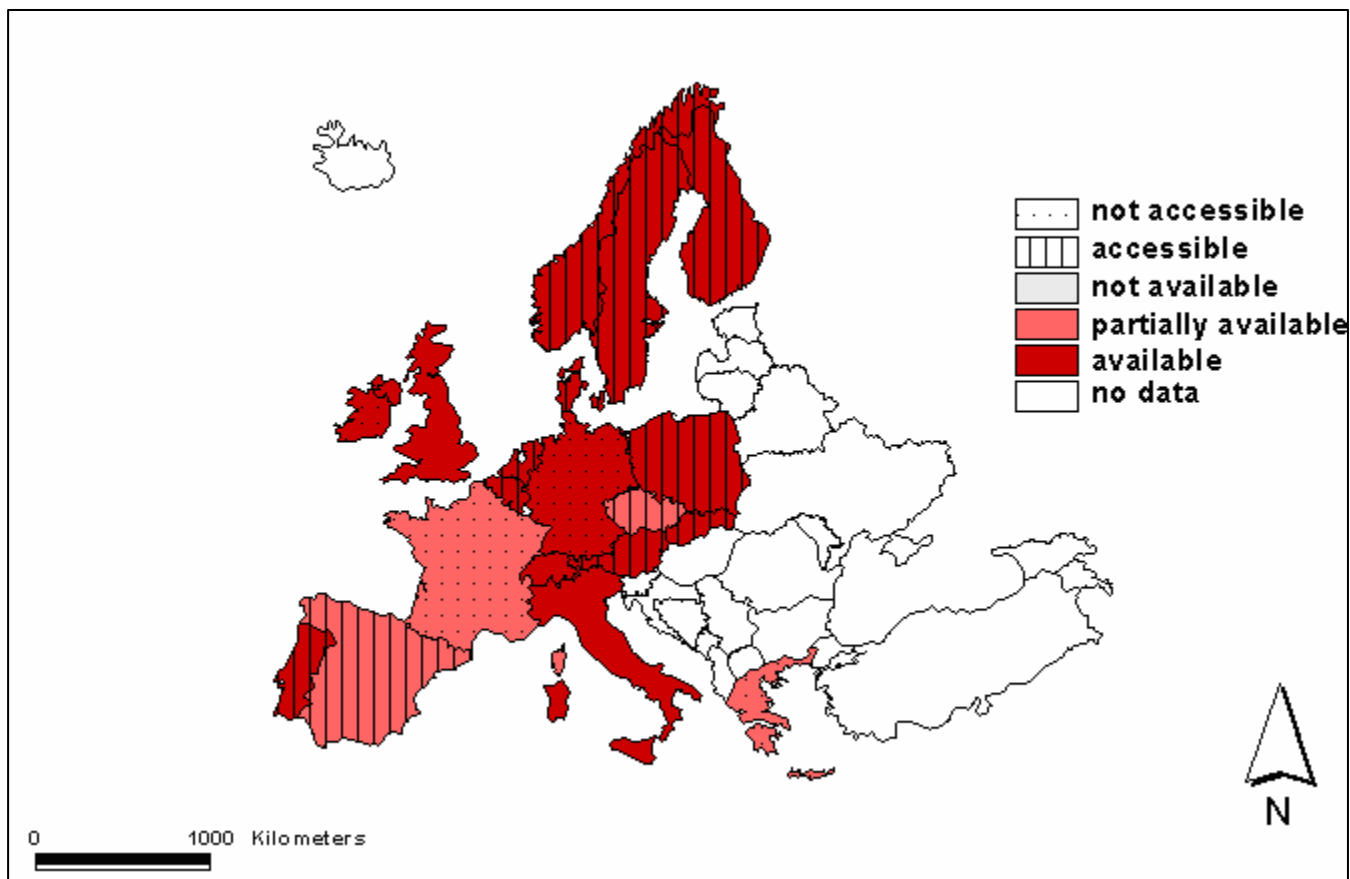 not accessible
accessible
not available
partially available
available
no data
N
0 1000 Kilometers